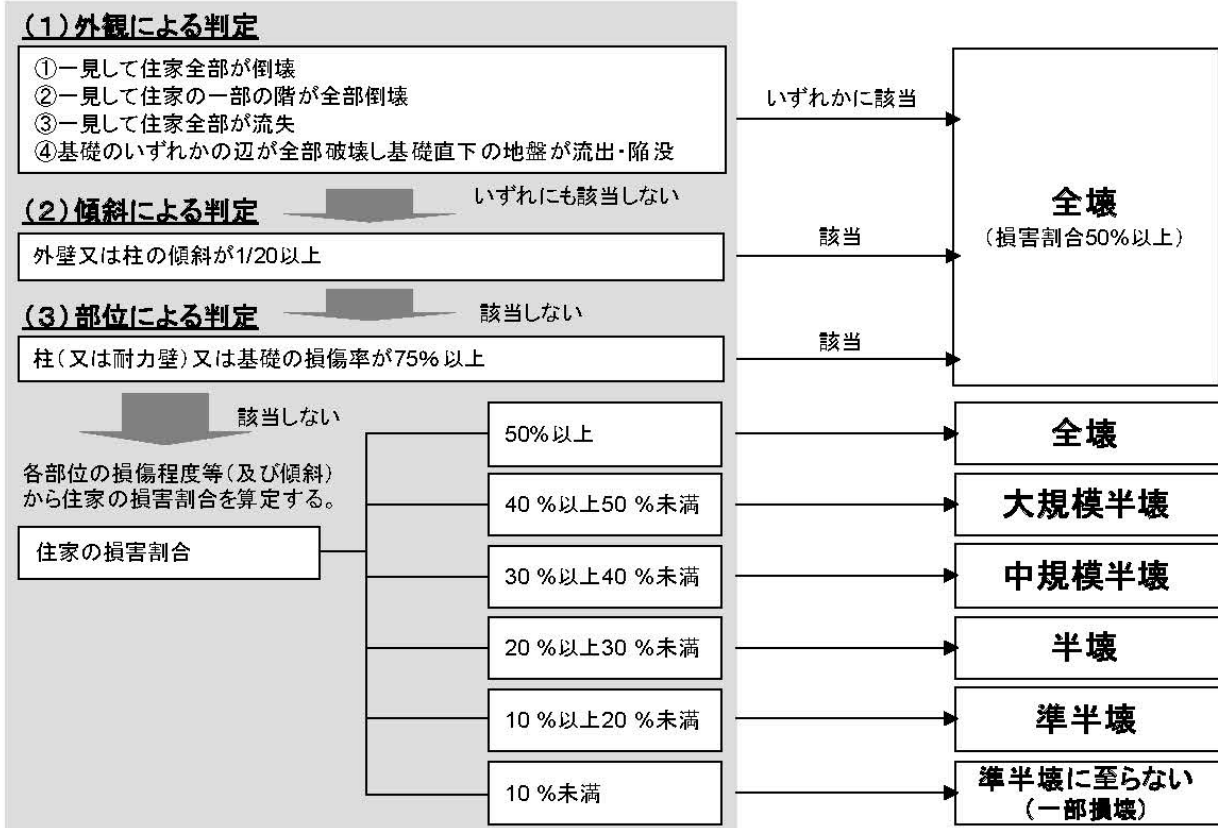 (1)外観による判定
①一見して住家全部が倒壊
②一見して住家の一部の階が全部倒壊
③一見して住家全部が流失
④基礎のいずれかの辺が全部破壊し基礎直下の地盤が流出・陥没
いずれかに該当
全壊
(損害割合50%以上)
いずれにも該当しない
(2)傾斜による判定
外壁又は柱の傾斜が1/20以上
該当
該当しない
(3)部位による判定
柱(又は耐力壁)又は基礎の損傷率が75%以上
該当
該当しない
各部位の損傷程度等(及び傾斜)
から住家の損害割合を算定する。
住家の損害割合
50%以上
全壊
40 %以上50 %未満
大規模半壊
30 %以上40 %未満
中規模半壊
20 %以上30 %未満
半壊
10 %以上20 %未満
準半壊
10 %未満
準半壊に至らない
(一部損壊)